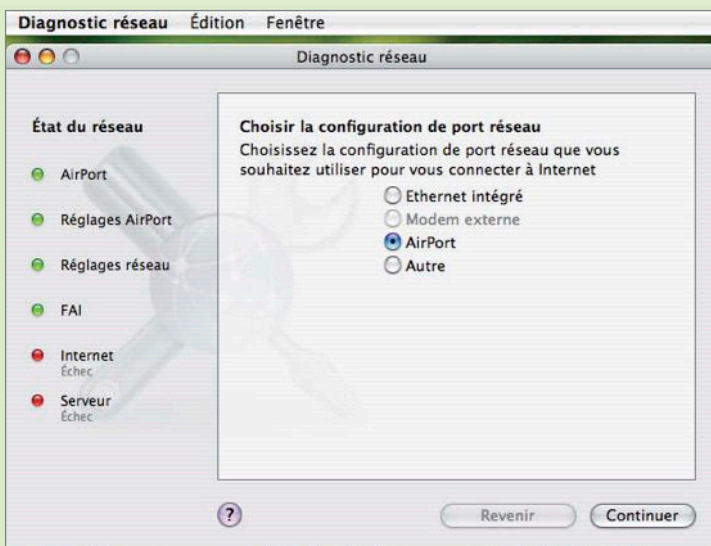 Diagnostic réseau Édition Fenêtre
Diagnostic réseau
État du réseau
AirPort
Réglages AirPort
Réglages réseau
FAI
Internet
Échec
Serveur
Échec
Choisir la configuration de port réseau
Choisissez la configuration de port réseau que vous
souhaitez utiliser pour vous connecter à Internet
Ethernet intégré
Modem externe
AirPort
Autre
?
Revenir
Continuer